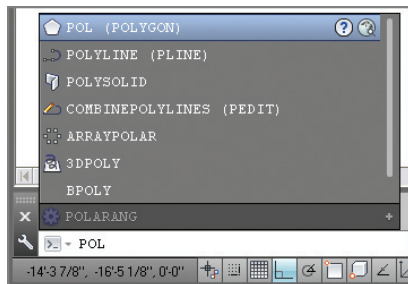 POL (POLYGON)
POLYLINE (PLINE)
POLYSOLID
COMBINEPOLYLINES (PEDIT)
ARRAYPOLAR
3DPOLY
BPOLY
POLARANG
POL
-14'-3 7/8", -16'-5 1/8", 0'-0"